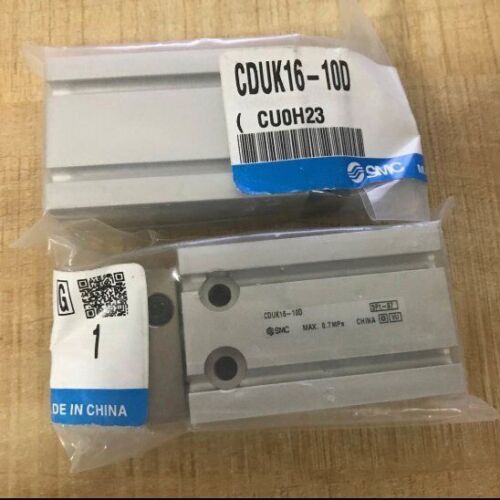 CDUK16-10D
( CU0H23
SMC
G
1
DE IN CHINA
CDUK16-10D
SMC MAX. 0.7MPa CHINA